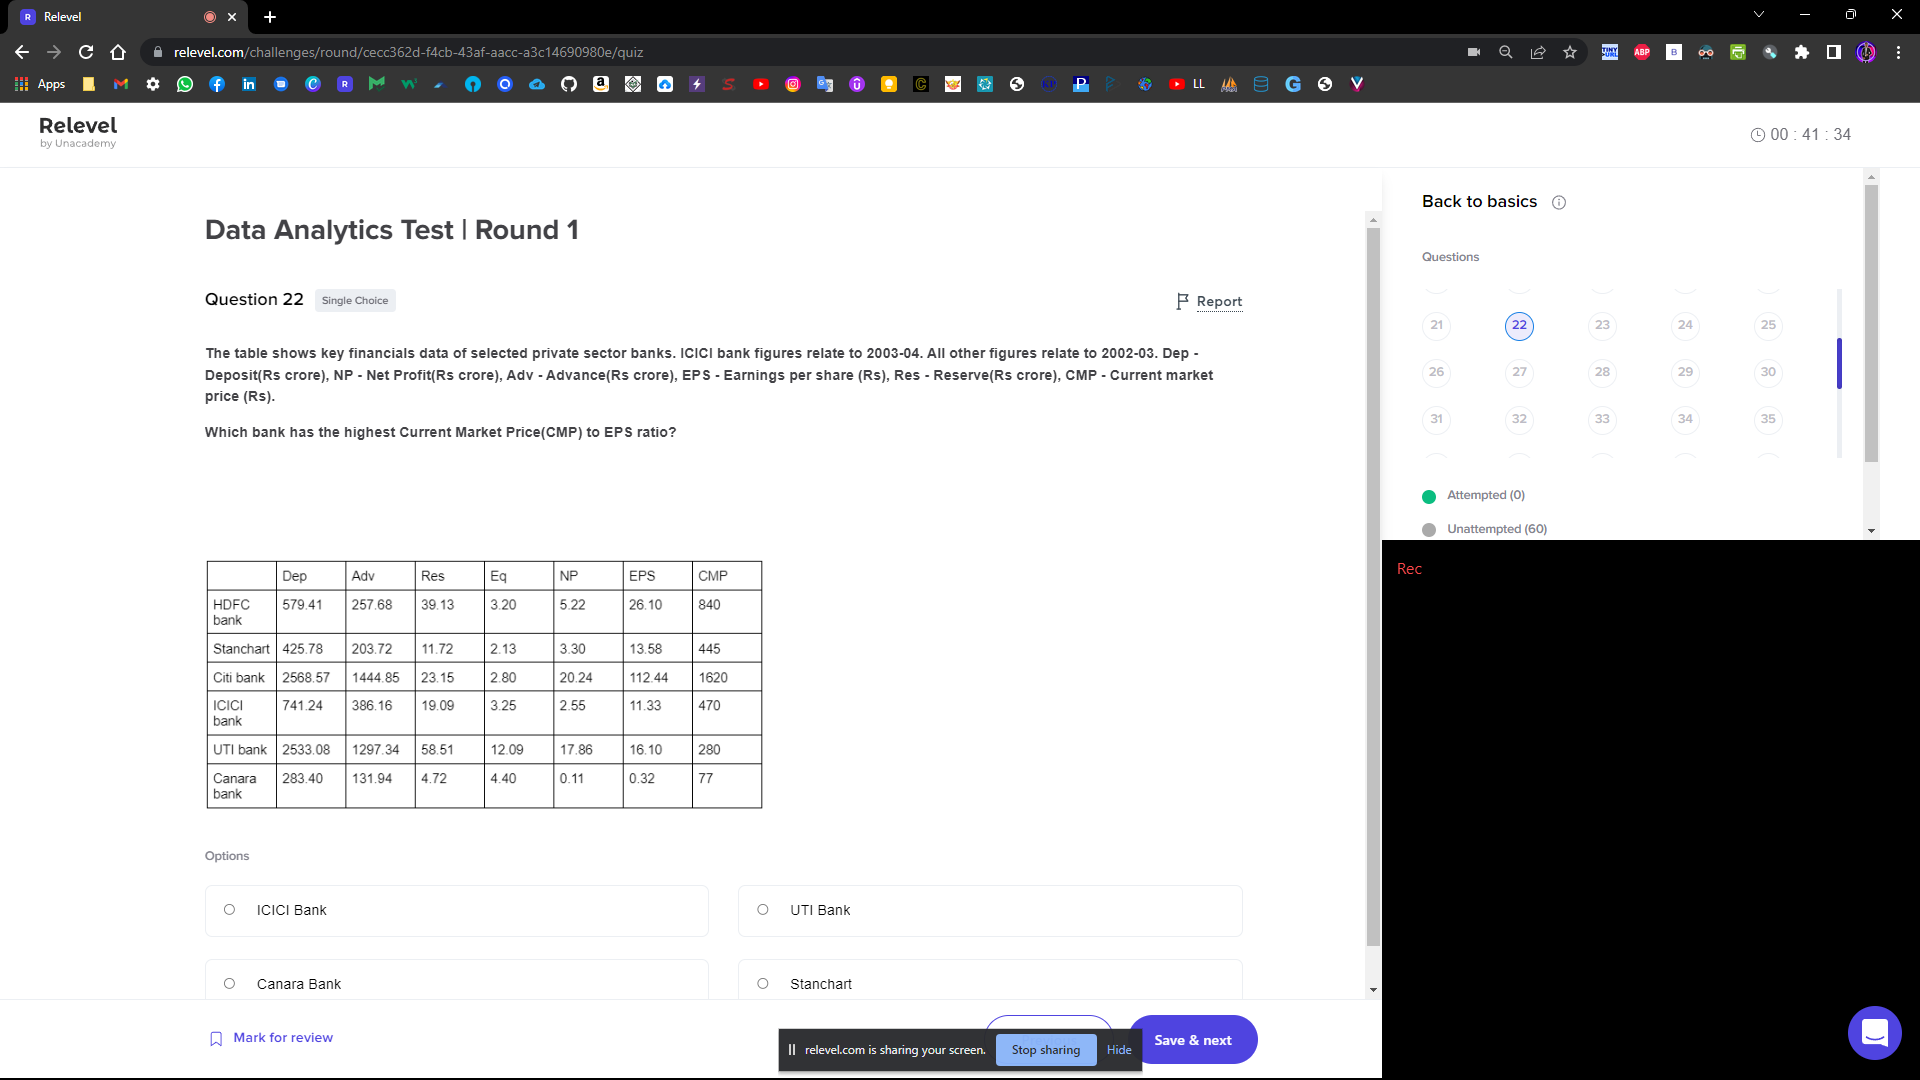 Relevel
relevel.com/challenges/round/cecc362d-f4cb-43af-aacc-a3c14690980e/quiz
Apps
LL
Relevel
by Unacademy
00 : 41 : 34
Data Analytics Test | Round 1
Question 22 Single Choice
Report
The table shows key financials data of selected private sector banks. ICICI bank figures relate to 2003-04. All other figures relate to 2002-03. Dep -
Deposit(Rs crore), NP - Net Profit(Rs crore), Adv - Advance(Rs crore), EPS - Earnings per share (Rs), Res - Reserve(Rs crore), CMP - Current market
price (Rs).
Which bank has the highest Current Market Price(CMP) to EPS ratio?
Dep Adv Res Eq NP EPS CMP
HDFC bank 579.41 257.68 39.13 3.20 5.22 26.10 840
Stanchart 425.78 203.72 11.72 2.13 3.30 13.58 445
Citi bank 2568.57 1444.85 23.15 2.80 20.24 112.44 1620
ICICI bank 741.24 386.16 19.09 3.25 2.55 11.33 470
UTI bank 2533.08 1297.34 58.51 12.09 17.86 16.10 280
Canara bank 283.40 131.94 4.72 4.40 0.11 0.32 77
Options
ICICI Bank
UTI Bank
Canara Bank
Stanchart
Mark for review
relevel.com is sharing your screen. Stop sharing Hide
Save & next
Back to basics
Questions
21 22 23 24 25
26 27 28 29 30
31 32 33 34 35
Attempted (0)
Unattempted (60)
Rec